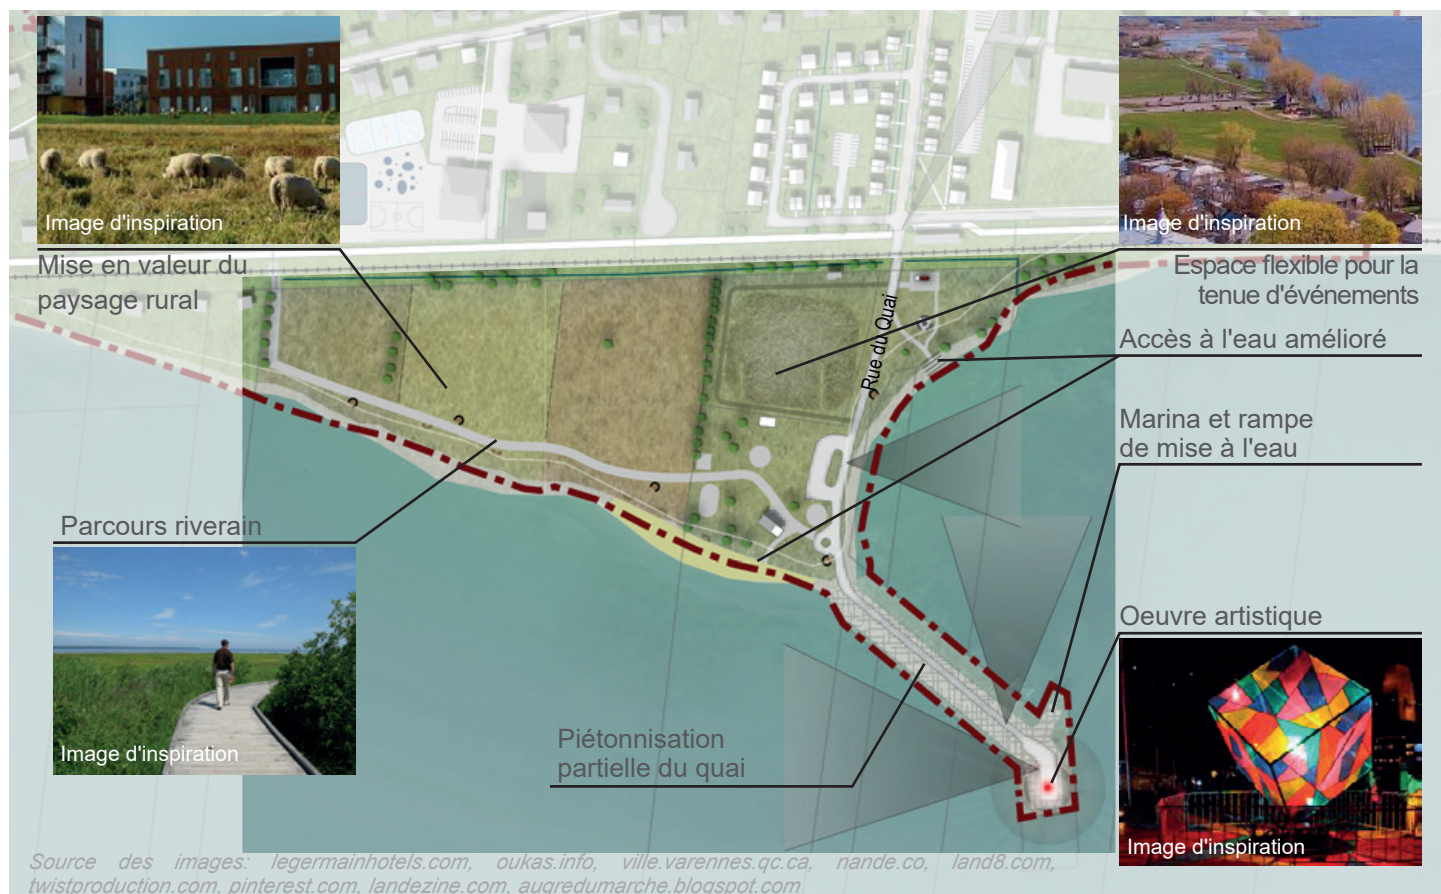 Image d'inspiration
Mise en valeur du
paysage rural
Image d'inspiration
Espace flexible pour la
tenue d'événements
Rue du Quai
Accès à l'eau amélioré
Marina et rampe
de mise à l'eau
Parcours riverain
Image d'inspiration
Oeuvre artistique
Image d'inspiration
Piétonnisation
partielle du quai
Source des images: legermainhotels.com, oukas.info, ville.varennes.qc.ca, nande.co, land8.com,
twistproduction.com, pinterest.com, landezine.com, augredumarche.blogspot.com